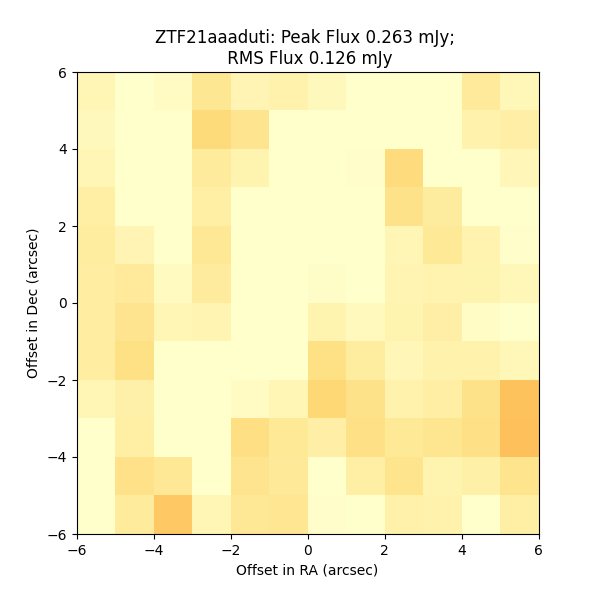 ZTF21aaaduti: Peak Flux 0.263 mJy;
RMS Flux 0.126 mJy
6
4
2
0
−2
−4
−6
Offset in Dec (arcsec)
−6 −4 −2 0 2 4 6
Offset in RA (arcsec)